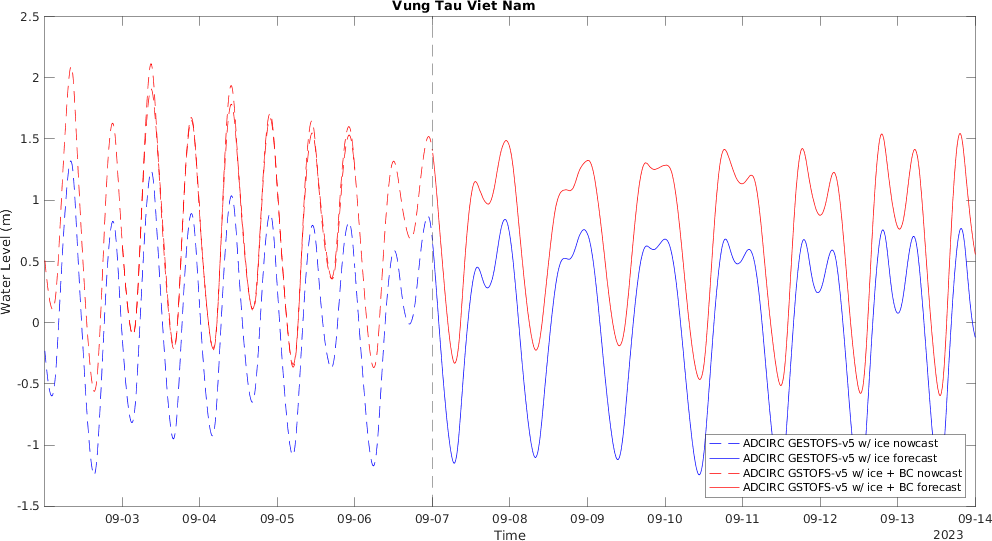 Vung Tau Viet Nam
2.5
2
1.5
1
0.5
0
-0.5
-1
-1.5
Water Level (m)
ADCIRC GESTOFS-v5 w/ ice nowcast
ADCIRC GESTOFS-v5 w/ ice forecast
ADCIRC GSTOFS-v5 w/ ice + BC nowcast
ADCIRC GSTOFS-v5 w/ ice + BC forecast
09-03 09-04 09-05 09-06 09-07 09-08 09-09 09-10 09-11 09-12 09-13 09-14
Time
2023